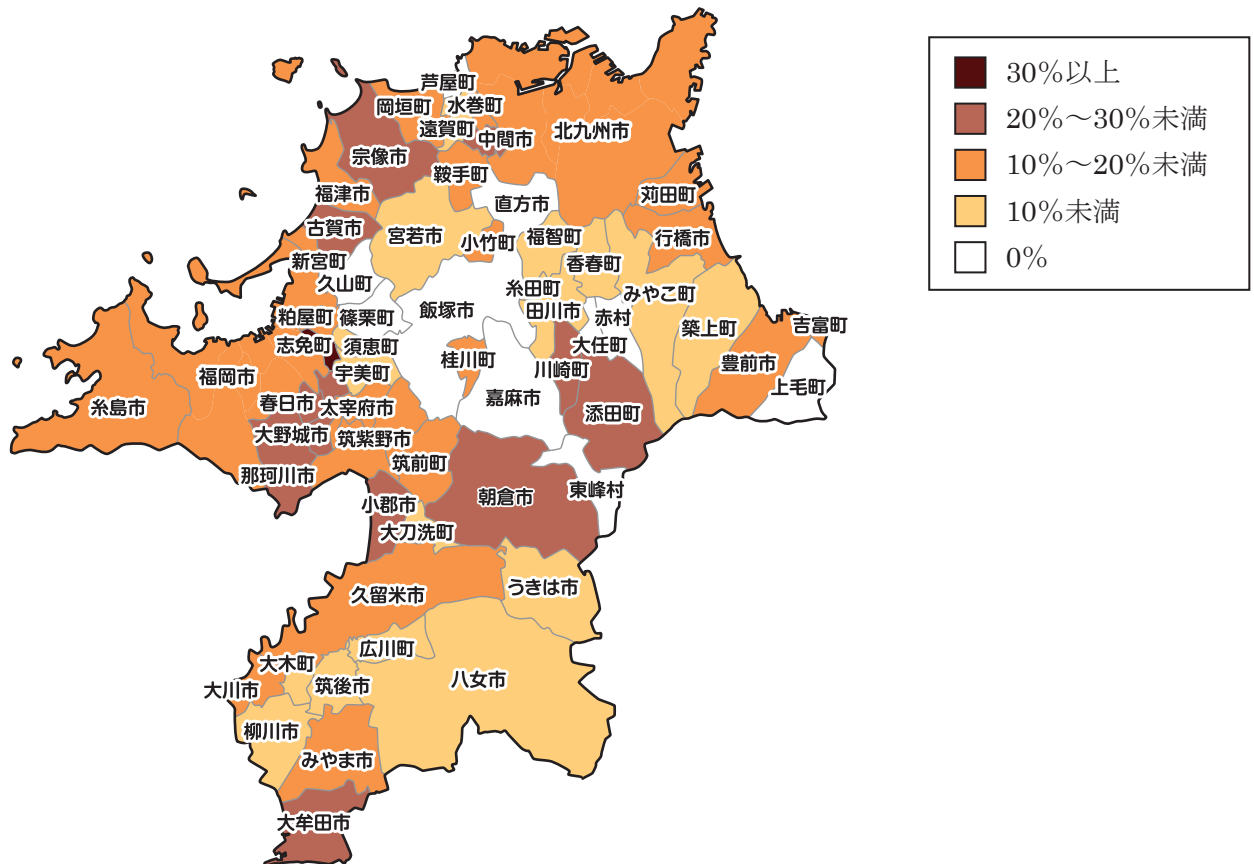 30%以上
20%～30%未満
10%～20%未満
10%未満
0%
芦屋町
岡垣町
水巻町
遠賀町
中間市
北九州市
宗像市
鞍手町
福津市
直方市
苅田町
古賀市
宮若市
小竹町
福智町
行橋市
新宮町
香春町
久山町
糸田町
みやこ町
粕屋町
篠栗町
飯塚市
田川市
赤村
築上町
吉富町
志免町
須恵町
大任町
桂川町
川崎町
豊前市
宇美町
福岡市
上毛町
糸島市
春日市
太宰府市
嘉麻市
添田町
大野城市
筑紫野市
那珂川市
筑前町
小郡市
朝倉市
東峰村
大刀洗町
久留米市
うきは市
広川町
大木町
八女市
大川市
筑後市
柳川市
みやま市
大牟田市